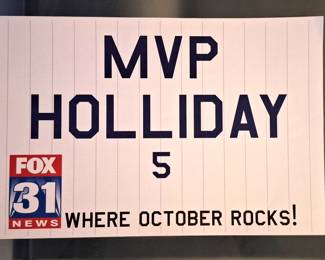 MVP
HOLLIDAY
5
FOX
31
NEWS
WHERE OCTOBER ROCKS!